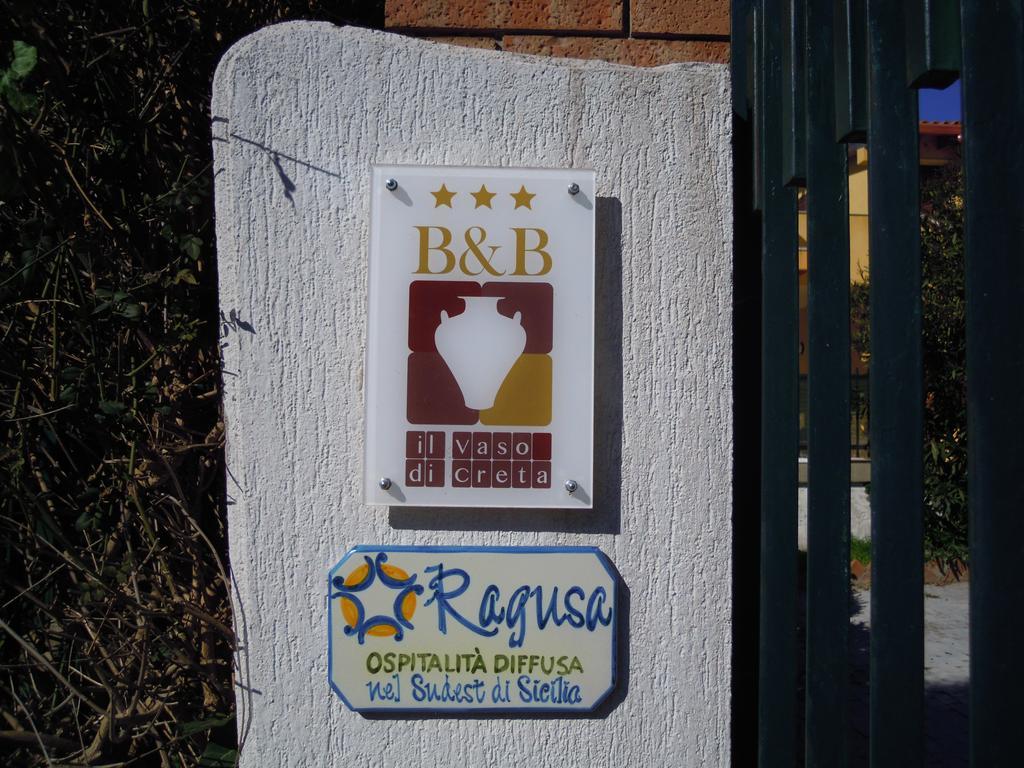 B&B
il vaso
di creta
Ragusa
OSPITALITÀ DIFFUSA
nel Sudest di Sicilia